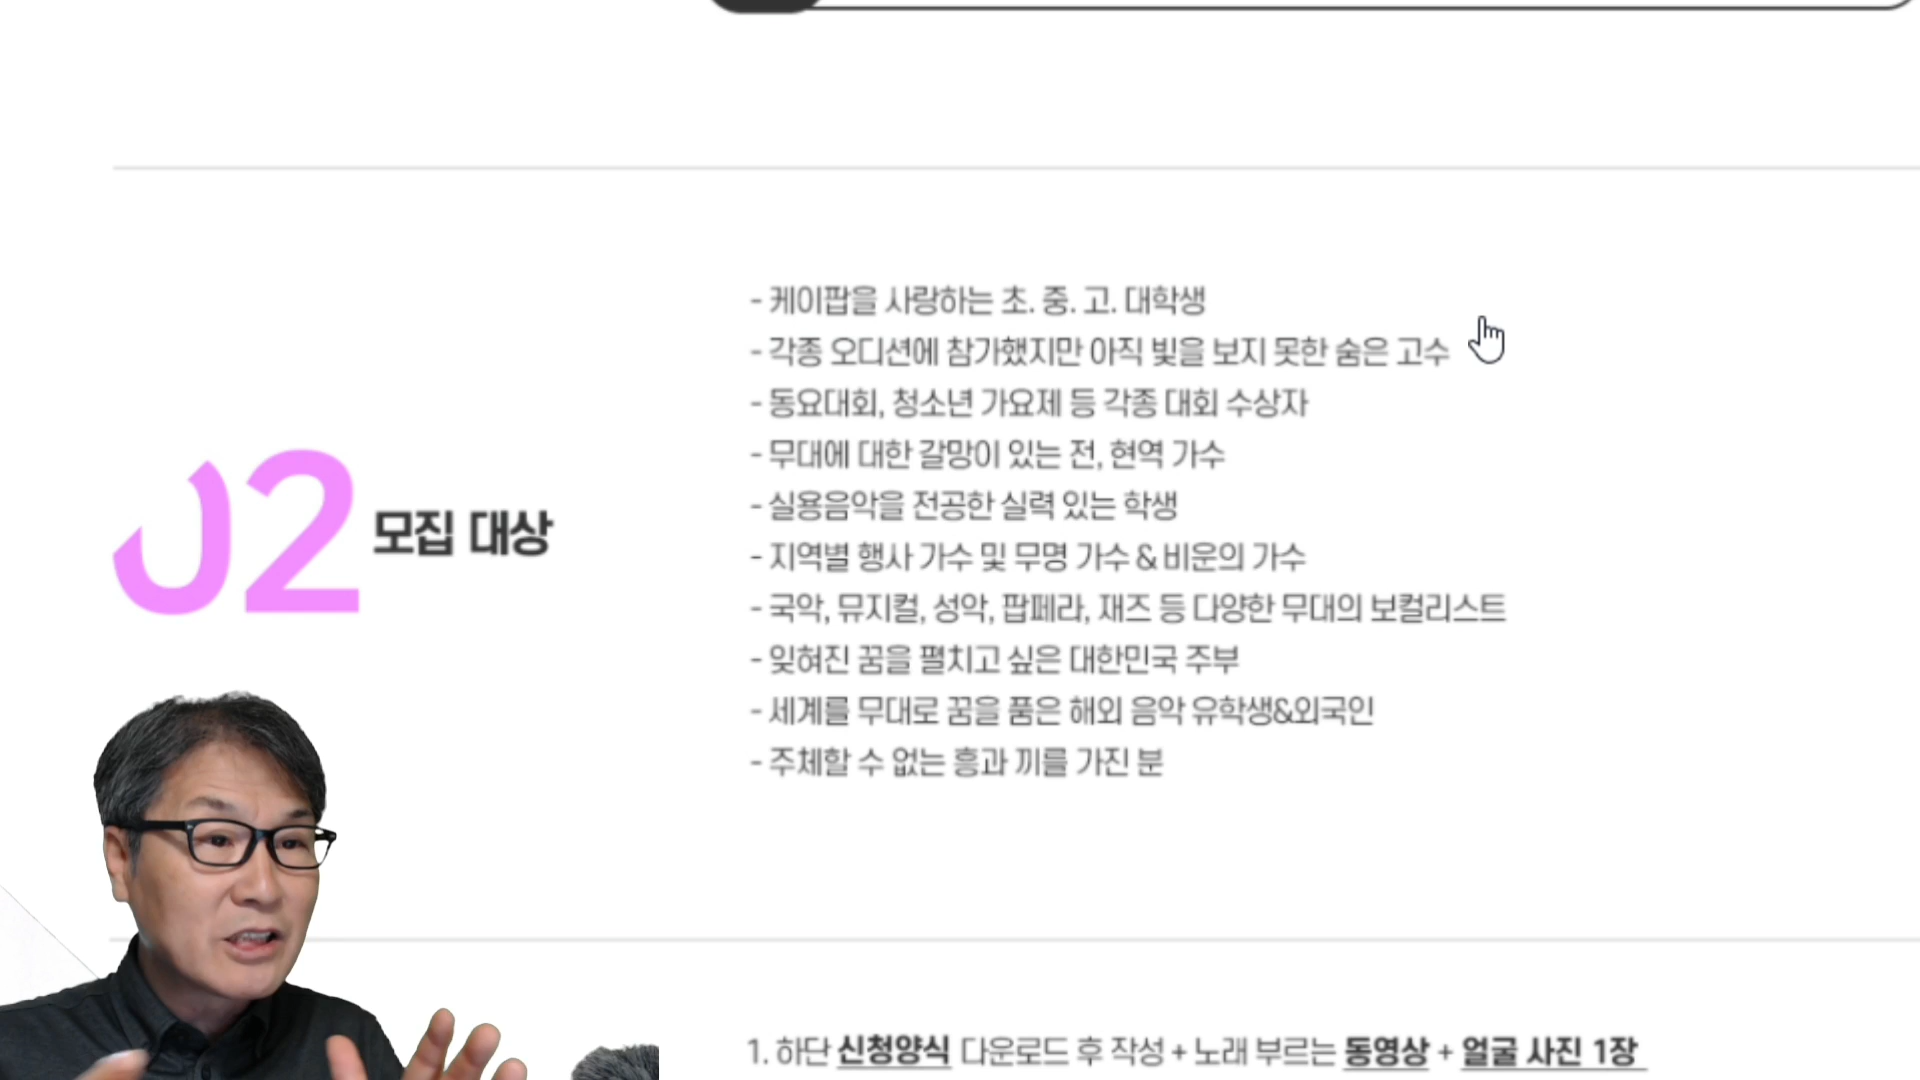 - 케이팝을 사랑하는 초. 중. 고. 대학생
- 각종 오디션에 참가했지만 아직 빛을 보지 못한 숨은 고수
- 동요대회, 청소년 가요제 등 각종 대회 수상자
- 무대에 대한 갈망이 있는 전, 현역 가수
02 모집 대상
- 실용음악을 전공한 실력 있는 학생
- 지역별 행사 가수 및 무명 가수 & 비운의 가수
- 국악, 뮤지컬, 성악, 팝페라, 재즈 등 다양한 무대의 보컬리스트
- 잊혀진 꿈을 펼치고 싶은 대한민국 주부
- 세계를 무대로 꿈을 품은 해외 음악 유학생&외국인
- 주체할 수 없는 흥과 끼를 가진 분
1. 하단 신청양식 다운로드 후 작성 + 노래 부르는 동영상 + 얼굴 사진 1장